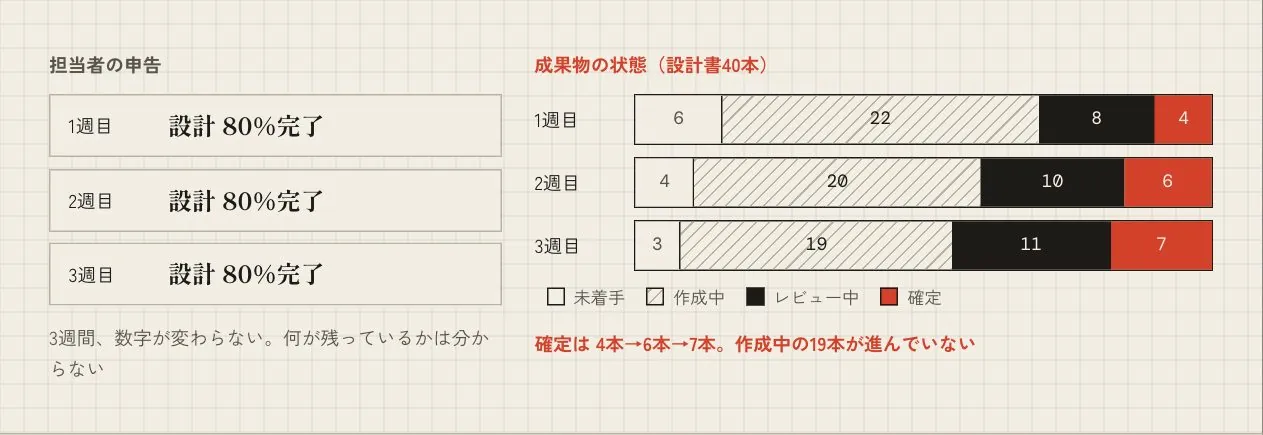 担当者の申告
1週目 設計 80%完了
2週目 設計 80%完了
3週目 設計 80%完了
3週間、数字が変わらない。何が残っているかは分か
らない
成果物の状態（設計書40本）
1週目 6 22 8 4
2週目 4 20 10 6
3週目 3 19 11 7
未着手 作成中 レビュー中 確定
確定は 4本→6本→7本。作成中の19本が進んでいない